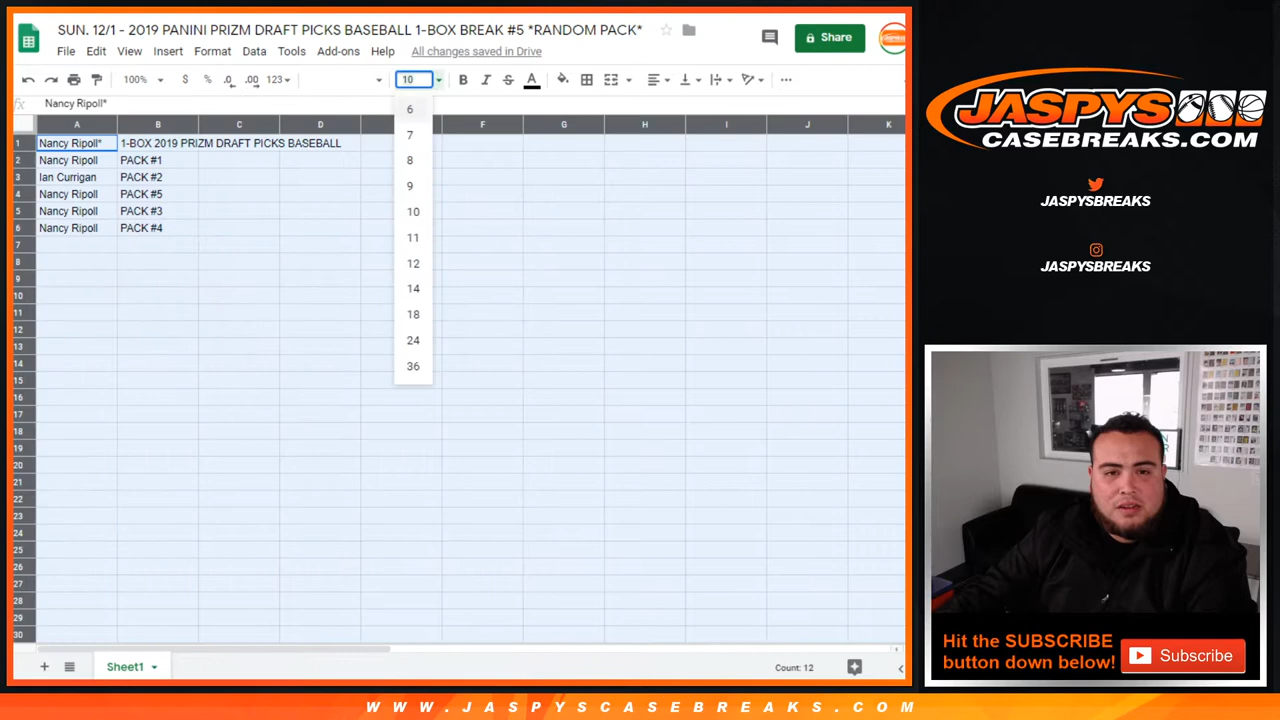 SUN. 12/1 - 2019 PANINI PRIZM DRAFT PICKS BASEBALL 1-BOX BREAK #5 *RANDOM PACK*
File Edit View Insert Format Data Tools Add-ons Help All changes saved in Drive
Share
100% $ % .0 .00 123 10 B I S A
fx Nancy Ripoll*
A B C D F G H I J K
1 Nancy Ripoll* 1-BOX 2019 PRIZM DRAFT PICKS BASEBALL
2 Nancy Ripoll PACK #1
3 Ian Currigan PACK #2
4 Nancy Ripoll PACK #5
5 Nancy Ripoll PACK #3
6 Nancy Ripoll PACK #4
7
8
9
10
11
12
13
14
15
16
17
18
19
20
21
22
23
24
25
26
27
28
29
30
6
7
8
9
10
11
12
14
18
24
36
Sheet1
Count: 12
JASPYS
CASEBREAKS.COM
JASPYSBREAKS
JASPYSBREAKS
Hit the SUBSCRIBE
button down below!
Subscribe
WWW.JASPYSCASEBREAKS.COM